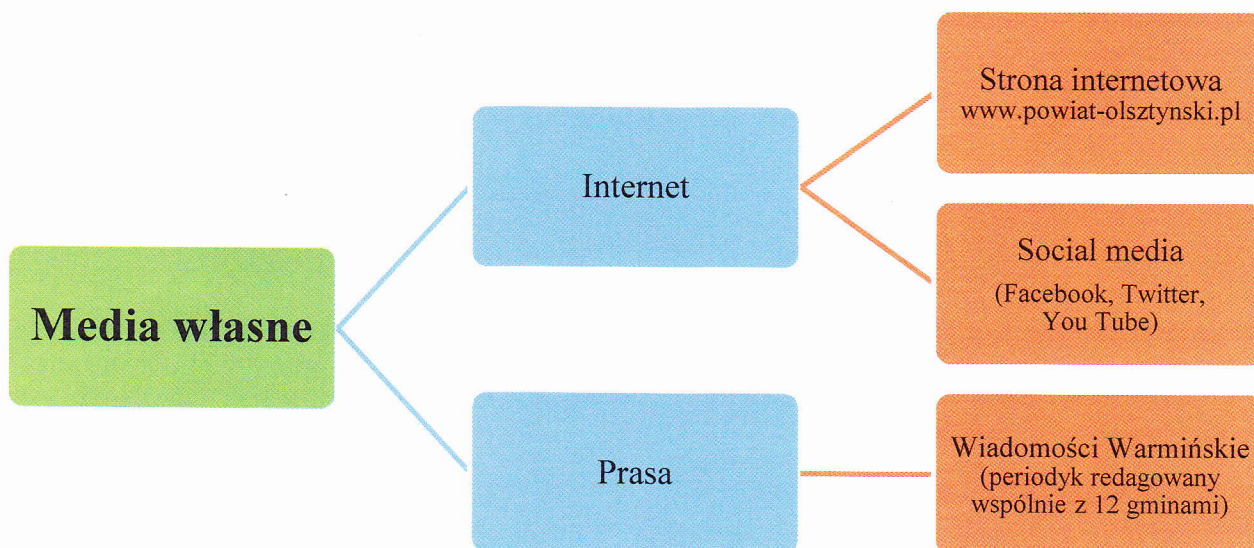 Media własne
Internet
Prasa
Strona internetowa
www.powiat-olsztynski.pl
Social media
(Facebook, Twitter,
You Tube)
Wiadomości Warmińskie
(periodyk redagowany
wspólnie z 12 gminami)